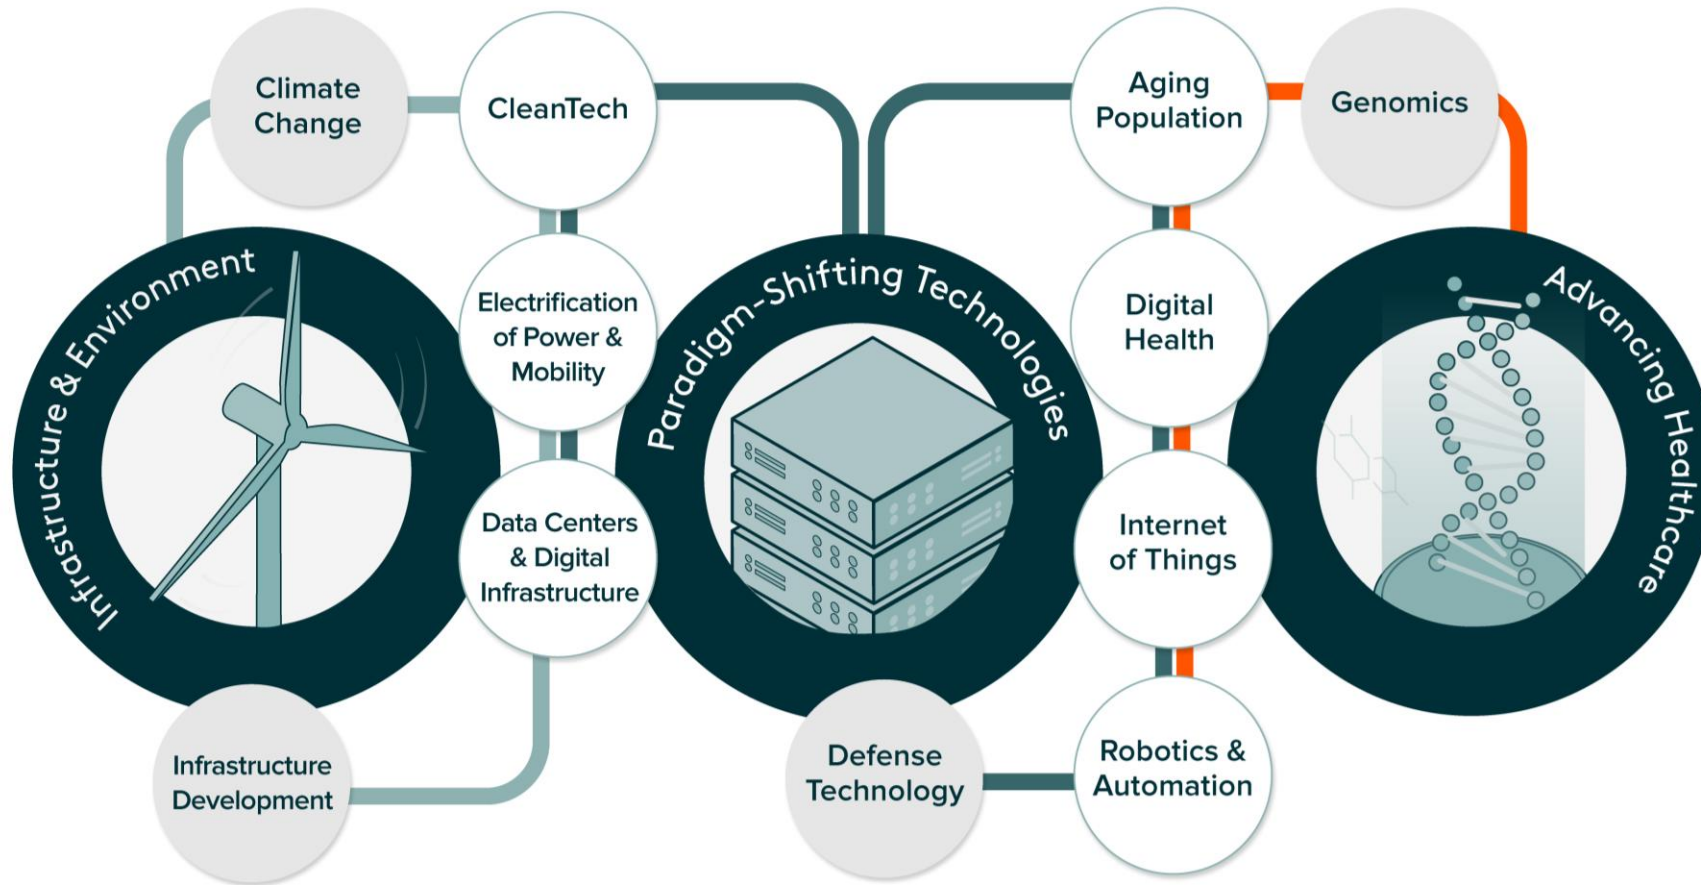 Climate
Change
CleanTech
Aging
Population
Genomics
Infrastructure & Environment
Electrification
of Power &
Mobility
Paradigm-Shifting Technologies
Digital
Health
Advancing Healthcare
Data Centers
& Digital
Infrastructure
Internet
of Things
Infrastructure
Development
Defense
Technology
Robotics &
Automation